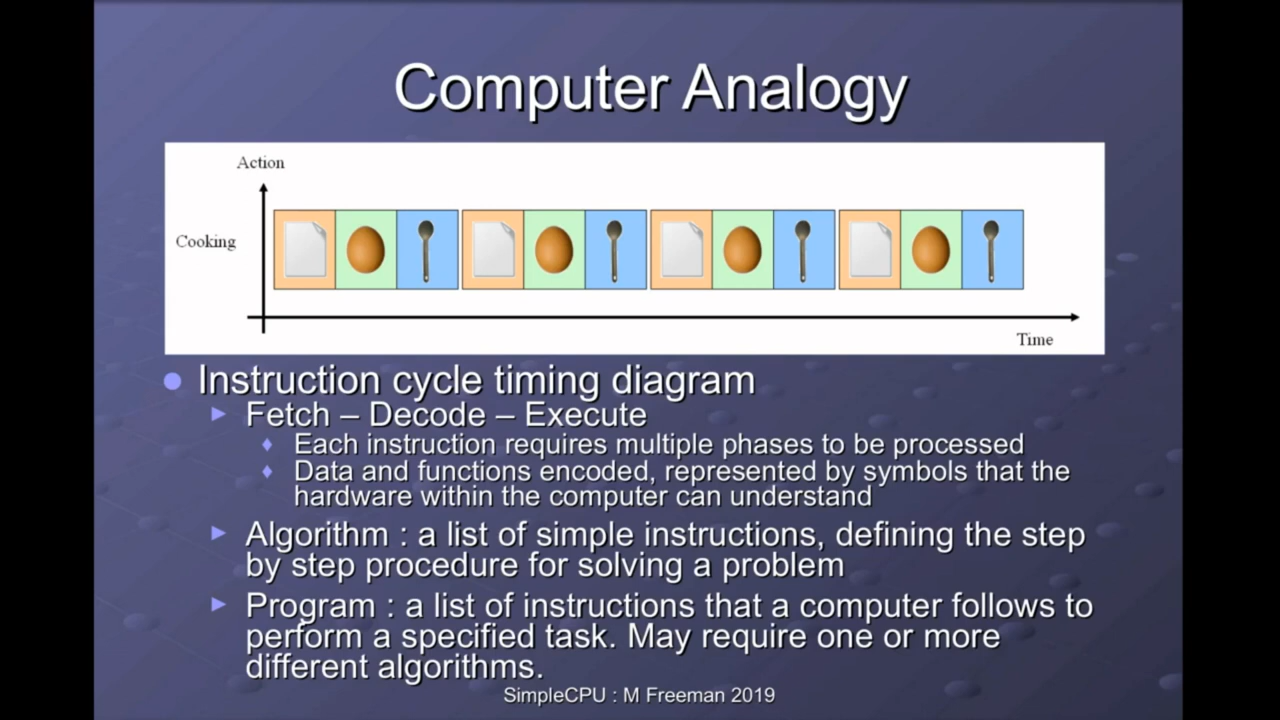 Computer Analogy
Action
Cooking
Time
Instruction cycle timing diagram
Fetch – Decode – Execute
Each instruction requires multiple phases to be processed
Data and functions encoded, represented by symbols that the
hardware within the computer can understand
Algorithm : a list of simple instructions, defining the step
by step procedure for solving a problem
Program : a list of instructions that a computer follows to
perform a specified task. May require one or more
different algorithms.
SimpleCPU : M Freeman 2019